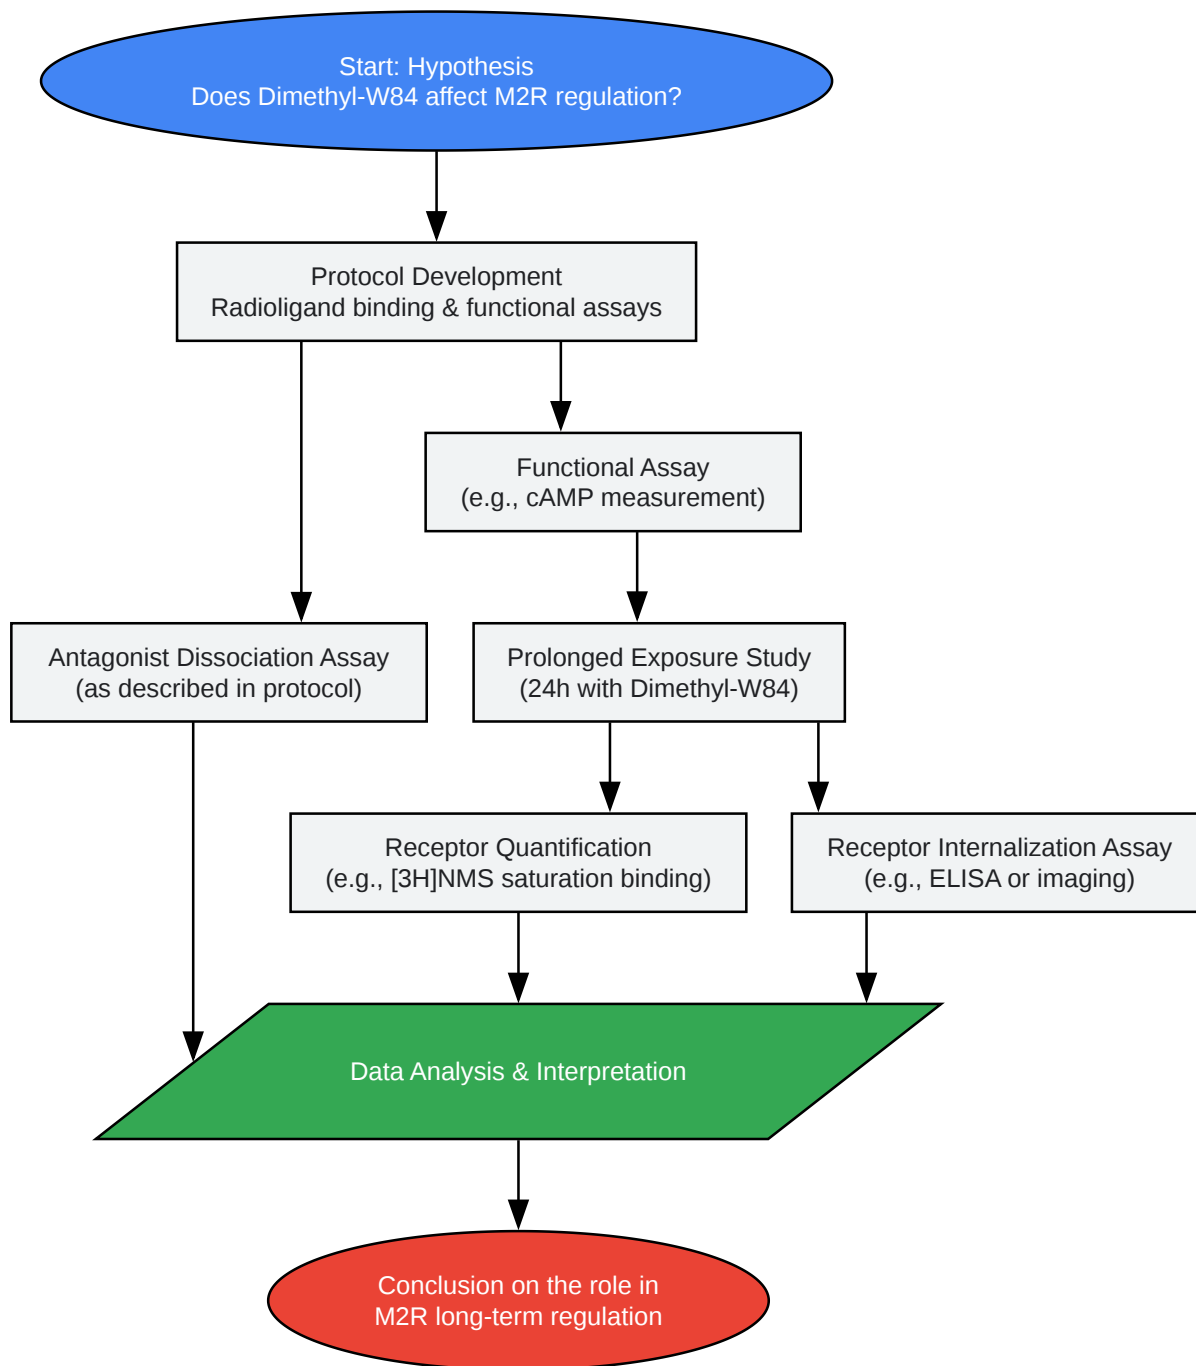 Start: Hypothesis
Does Dimethyl-W84 affect M2R regulation?
Protocol Development
Radioligand binding & functional assays
Functional Assay
(e.g., cAMP measurement)
Antagonist Dissociation Assay
(as described in protocol)
Prolonged Exposure Study
(24h with Dimethyl-W84)
Receptor Quantification
(e.g., [3H]NMS saturation binding)
Receptor Internalization Assay
(e.g., ELISA or imaging)
Data Analysis & Interpretation
Conclusion on the role in
M2R long-term regulation